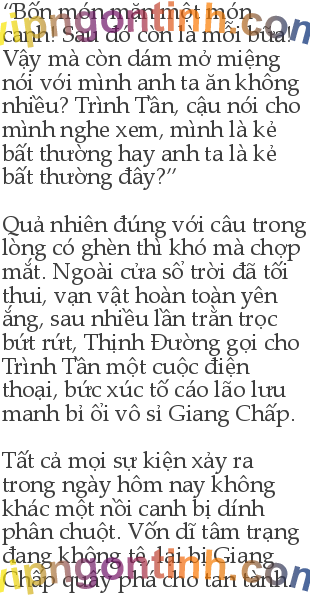 “Bốn món mặn một món
canh! Sau đó còn là mỗi bữa!
Vậy mà còn dám mở miệng
nói với mình anh ta ăn không
nhiều? Trình Tần, cậu nói cho
mình nghe xem, mình là kẻ
bất thường hay anh ta là kẻ
bất thường đây?”
Quả nhiên đúng với câu trong
lòng có ghèn thì khó mà chợp
mắt. Ngoài cửa sổ trời đã tối
thui, vạn vật hoàn toàn yên
ắng, sau nhiều lần trằn trọc
bứt rứt, Thịnh Đường gọi cho
Trình Tần một cuộc điện
thoại, bức xúc tố cáo lão lưu
manh bỉ ổi vô sỉ Giang Chấp.
Tất cả mọi sự kiện xảy ra
trong ngày hôm nay không
khác một nồi canh bị dính
phân chuột. Vốn dĩ tâm trạng
đang không tệ, lại bị Giang
Chấp quấy phá cho tan tành.